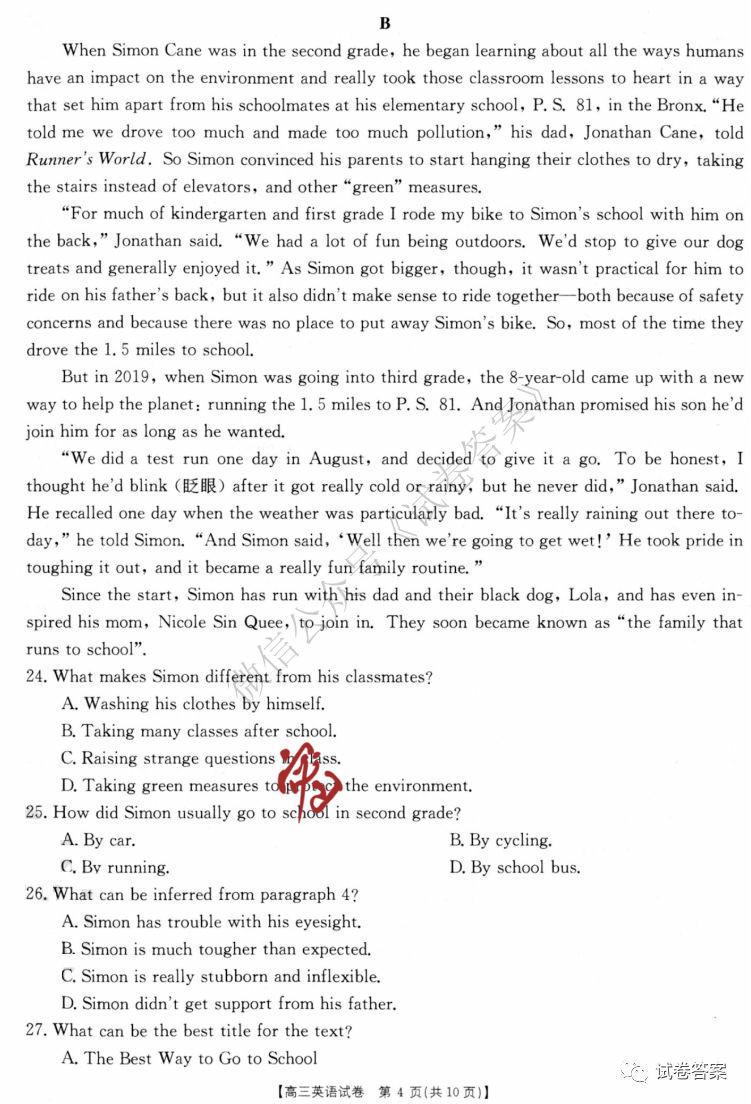 B
When Simon Cane was in the second grade, he began learning about all the ways humans
have an impact on the environment and really took those classroom lessons to heart in a way
that set him apart from his schoolmates at his elementary school, P. S. 81, in the Bronx. “He
told me we drove too much and made too much pollution,” his dad, Jonathan Cane, told
Runner's World. So Simon convinced his parents to start hanging their clothes to dry, taking
the stairs instead of elevators, and other “green” measures.
“For much of kindergarten and first grade I rode my bike to Simon's school with him on
the back,” Jonathan said. “We had a lot of fun being outdoors. We'd stop to give our dog
treats and generally enjoyed it.” As Simon got bigger, though, it wasn't practical for him to
ride on his father's back, but it also didn't make sense to ride together—both because of safety
concerns and because there was no place to put away Simon's bike. So, most of the time they
drove the 1.5 miles to school.
But in 2019, when Simon was going into third grade, the 8-year-old came up with a new
way to help the planet: running the 1.5 miles to P. S. 81. And Jonathan promised his son he'd
join him for as long as he wanted.
“We did a test run one day in August, and decided to give it a go. To be honest, I
thought he'd blink (眨眼) after it got really cold or rainy, but he never did,” Jonathan said.
He recalled one day when the weather was particularly bad. “It's really raining out there to-
day,” he told Simon. “And Simon said, ‘Well then we're going to get wet!’ He took pride in
toughing it out, and it became a really fun family routine.”
Since the start, Simon has run with his dad and their black dog, Lola, and has even in-
spired his mom, Nicole Sin Quee, to join in. They soon became known as “the family that
runs to school”.
24. What makes Simon different from his classmates?
A. Washing his clothes by himself.
B. Taking many classes after school.
C. Raising strange questions in class.
D. Taking green measures to protect the environment.
25. How did Simon usually go to school in second grade?
A. By car. B. By cycling.
C. By running. D. By school bus.
26. What can be inferred from paragraph 4?
A. Simon has trouble with his eyesight.
B. Simon is much tougher than expected.
C. Simon is really stubborn and inflexible.
D. Simon didn't get support from his father.
27. What can be the best title for the text?
A. The Best Way to Go to School
【高三英语试卷 第 4 页(共 10 页)】
微信公众号《试卷答案》
试卷答案